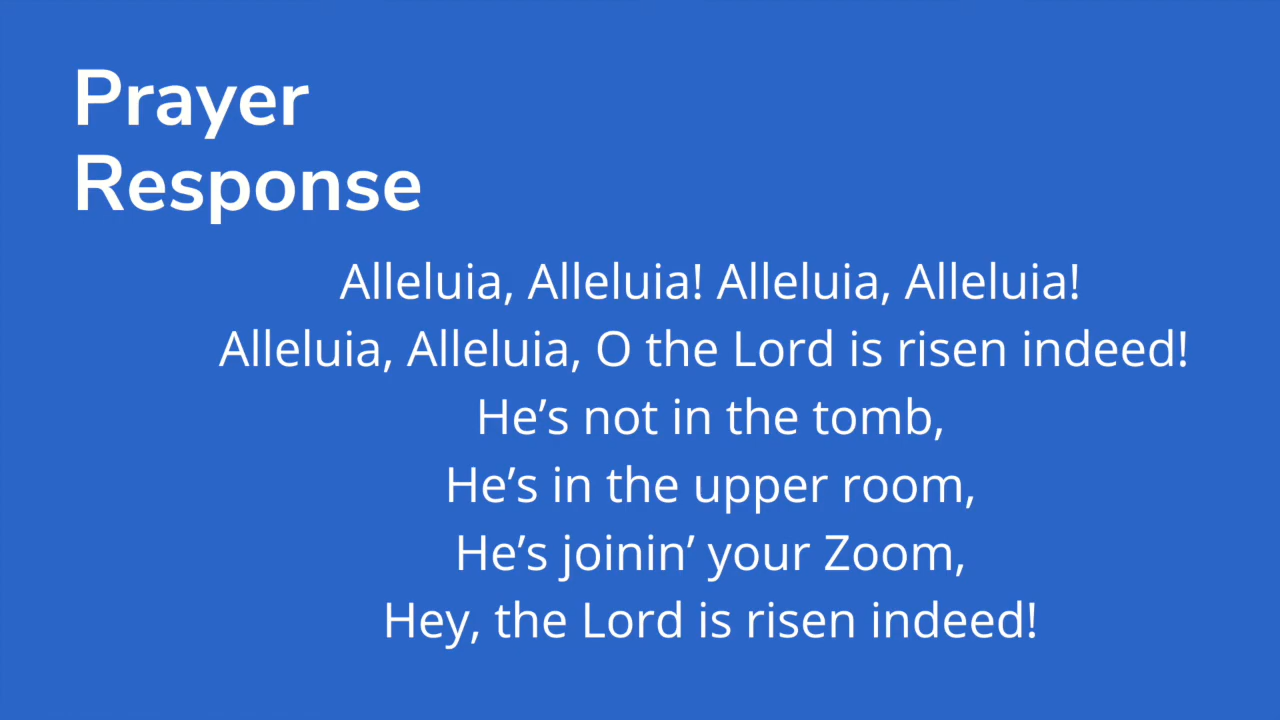 Prayer
Response
Alleluia, Alleluia! Alleluia, Alleluia!
Alleluia, Alleluia, O the Lord is risen indeed!
He’s not in the tomb,
He’s in the upper room,
He’s joinin’ your Zoom,
Hey, the Lord is risen indeed!